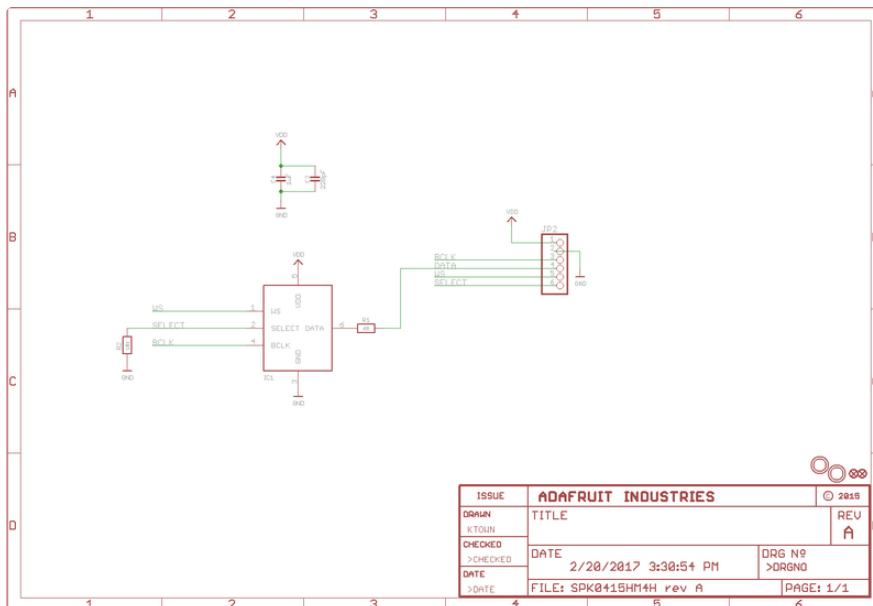 1 2 3 4 5 6
A
VDD
GND
B
VDD
JP2
VDD
1
BCLK
2
DATA
3
WS
4
SELECT
5
6
GND
VDD
WS
1
WS
SELECT
2
SELECT DATA
6
R1
BCLK
4
BCLK
GND
R2
GND
IC1
GND
C
D
ISSUE
ADAFRUIT INDUSTRIES
© 2015
DRAWN
KTOWN
TITLE
REV
A
CHECKED
>CHECKED
DATE
2/20/2017 3:30:54 PM
DRG Nº
>DRGNO
DATE
>DATE
FILE: SPK0415HM4H rev A
PAGE: 1/1
1 2 3 4 5 6